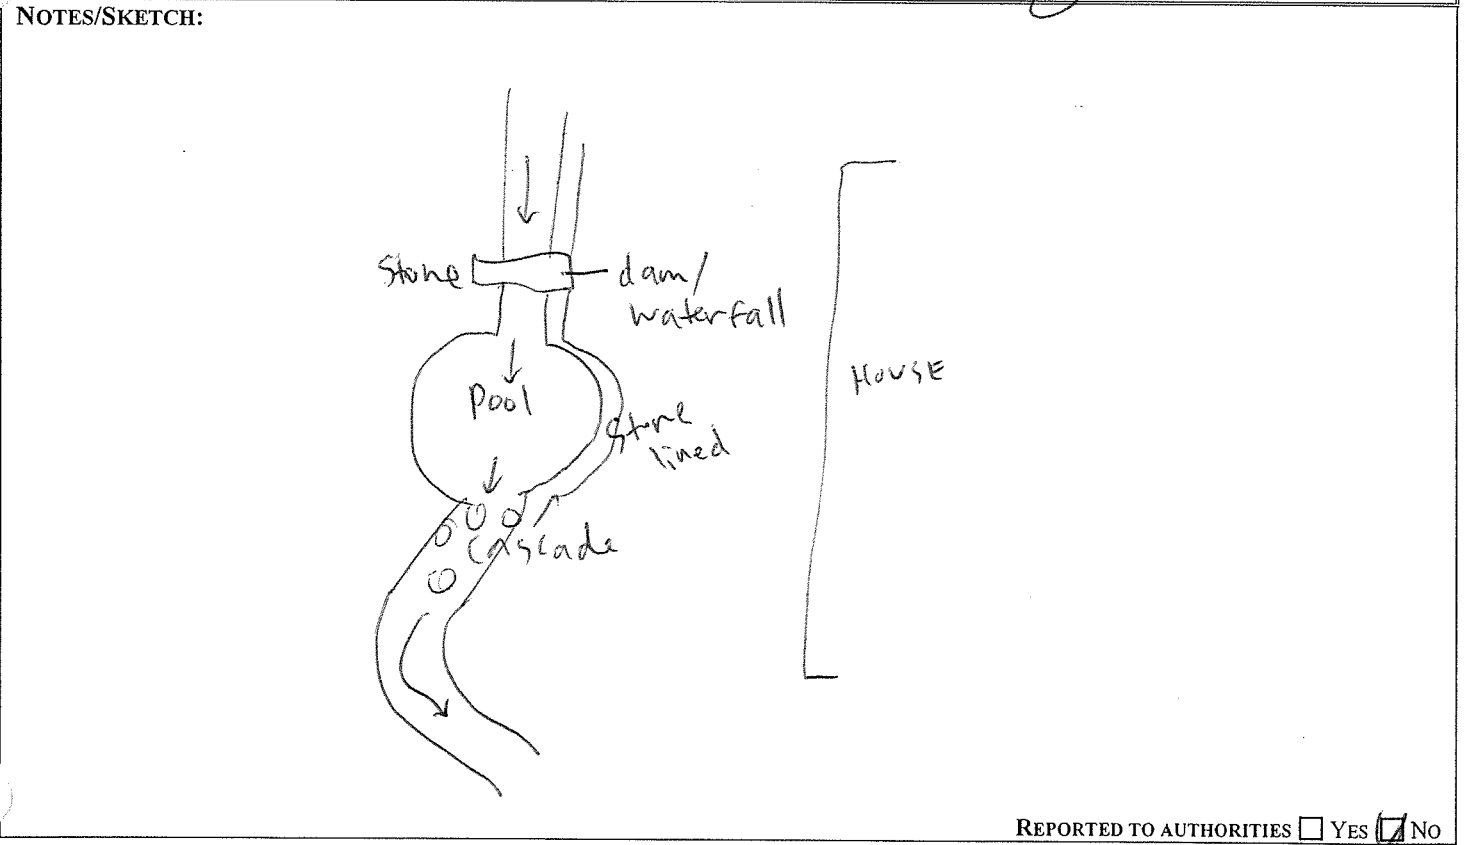 NOTES/SKETCH:
Stone
dam/
waterfall
HOUSE
Pool
Stone
lined
Cascade
REPORTED TO AUTHORITIES ☐ YES ☑ NO